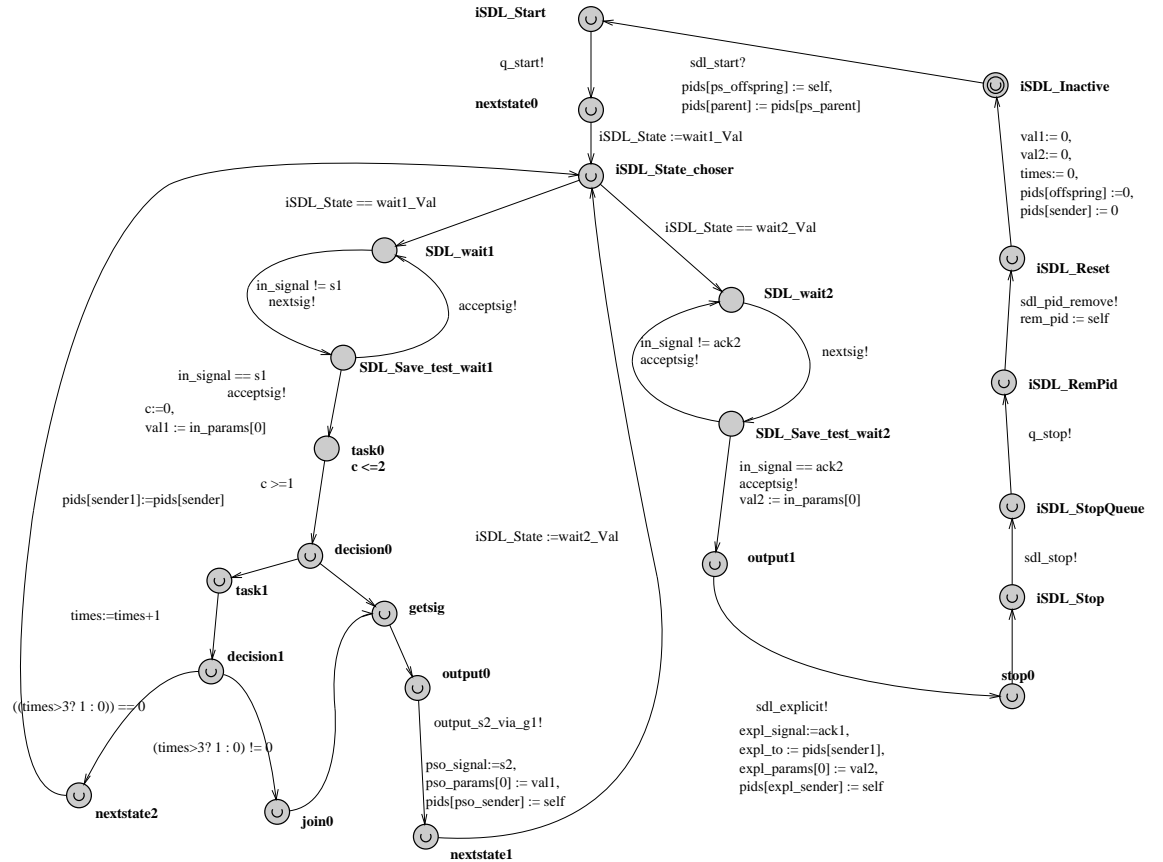 iSDL_Start
q_start!
sdl_start?
pids[ps_offspring] := self,
pids[parent] := pids[ps_parent]
iSDL_Inactive
nextstate0
iSDL_State :=wait1_Val
val1:= 0,
val2:= 0,
times:= 0,
pids[offspring] :=0,
pids[sender] := 0
iSDL_State_choser
iSDL_State == wait1_Val
iSDL_State == wait2_Val
SDL_wait1
iSDL_Reset
in_signal != s1
nextsig!
acceptsig!
SDL_wait2
sdl_pid_remove!
rem_pid := self
in_signal != ack2
acceptsig!
nextsig!
SDL_Save_test_wait1
in_signal == s1
acceptsig!
c:=0,
val1 := in_params[0]
iSDL_RemPid
SDL_Save_test_wait2
q_stop!
task0
c <=2
in_signal == ack2
acceptsig!
val2 := in_params[0]
c >=1
pids[sender1]:=pids[sender]
iSDL_StopQueue
iSDL_State :=wait2_Val
decision0
output1
sdl_stop!
task1
iSDL_Stop
getsig
times:=times+1
decision1
output0
stop0
((times>3? 1 : 0)) == 0
output_s2_via_g1!
sdl_explicit!
expl_signal:=ack1,
expl_to := pids[sender1],
expl_params[0] := val2,
pids[expl_sender] := self
(times>3? 1 : 0) != 0
pso_signal:=s2,
pso_params[0] := val1,
pids[pso_sender] := self
nextstate2
join0
nextstate1